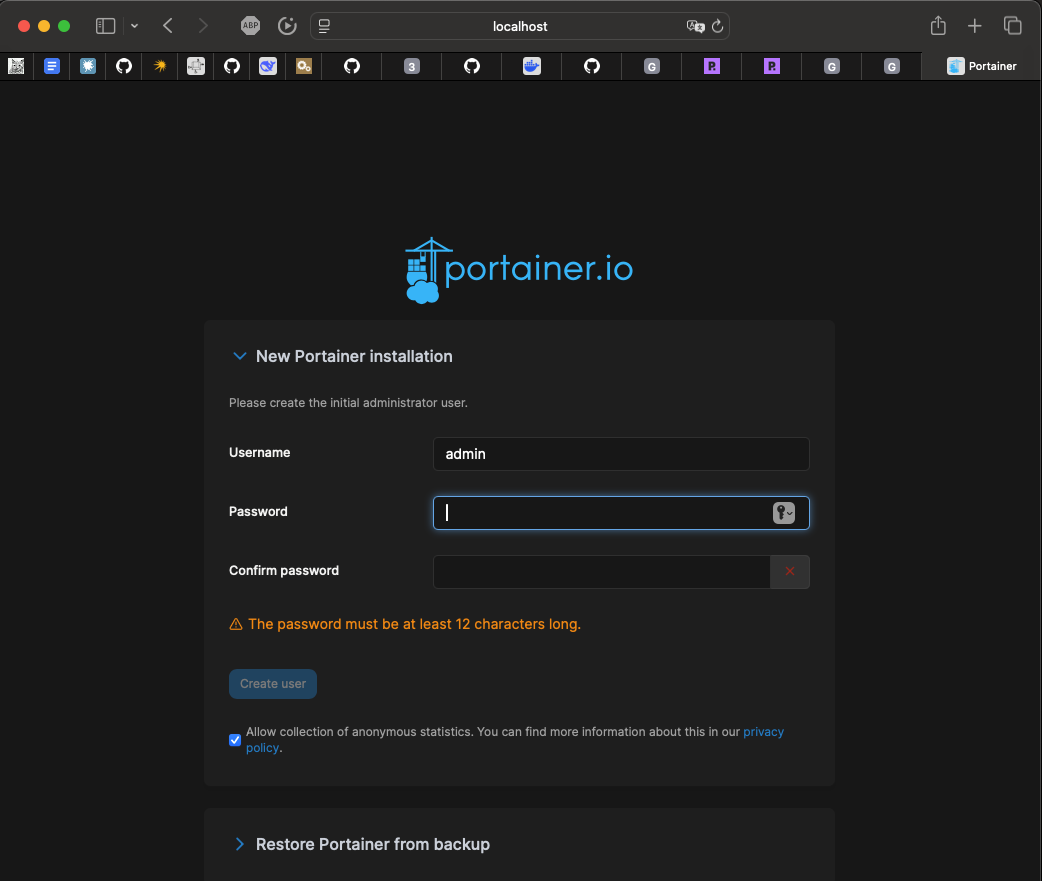 ABP
localhost
3
G
P.
P.
G
G
Portainer
portainer.io
New Portainer installation
Please create the initial administrator user.
Username
admin
Password
Confirm password
The password must be at least 12 characters long.
Create user
Allow collection of anonymous statistics. You can find more information about this in our privacy
policy.
Restore Portainer from backup